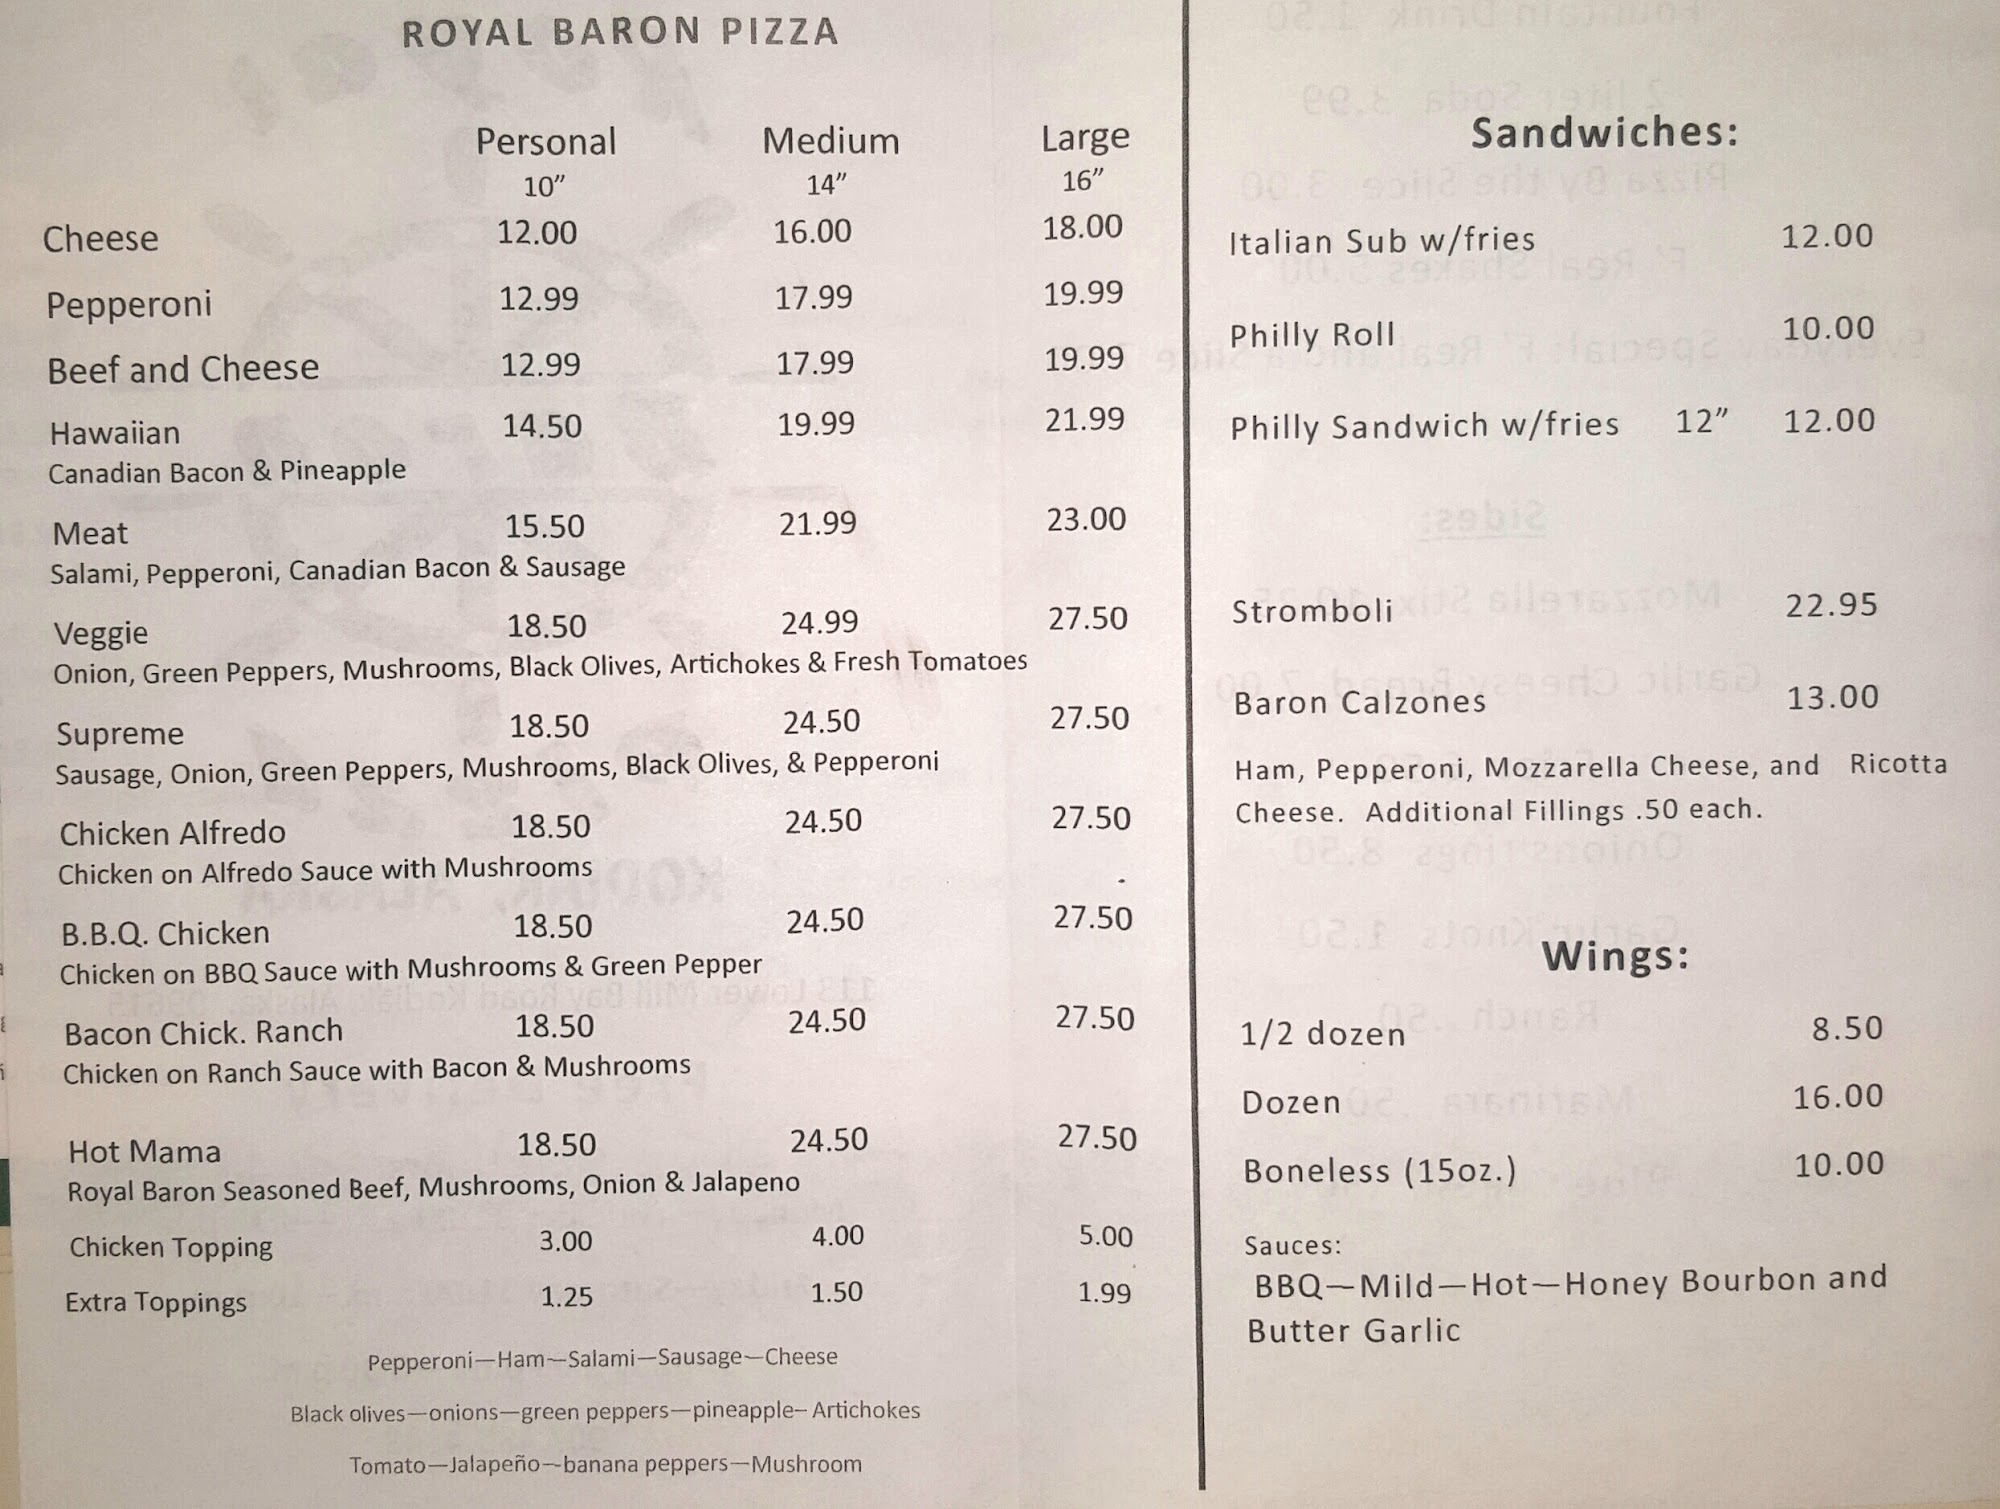 ROYAL BARON PIZZA
Personal Medium Large
10" 14" 16"
Cheese 12.00 16.00 18.00
Pepperoni 12.99 17.99 19.99
Beef and Cheese 12.99 17.99 19.99
Hawaiian 14.50 19.99 21.99
Canadian Bacon & Pineapple
Meat 15.50 21.99 23.00
Salami, Pepperoni, Canadian Bacon & Sausage
Veggie 18.50 24.99 27.50
Onion, Green Peppers, Mushrooms, Black Olives, Artichokes & Fresh Tomatoes
Supreme 18.50 24.50 27.50
Sausage, Onion, Green Peppers, Mushrooms, Black Olives, & Pepperoni
Chicken Alfredo 18.50 24.50 27.50
Chicken on Alfredo Sauce with Mushrooms
B.B.Q. Chicken 18.50 24.50 27.50
Chicken on BBQ Sauce with Mushrooms & Green Pepper
Bacon Chick. Ranch 18.50 24.50 27.50
Chicken on Ranch Sauce with Bacon & Mushrooms
Hot Mama 18.50 24.50 27.50
Royal Baron Seasoned Beef, Mushrooms, Onion & Jalapeno
Chicken Topping 3.00 4.00 5.00
Extra Toppings 1.25 1.50 1.99
Pepperoni—Ham—Salami—Sausage—Cheese
Black olives—onions—green peppers—pineapple– Artichokes
Tomato—Jalapeño—banana peppers—Mushroom
Sandwiches:
Italian Sub w/fries 12.00
Philly Roll 10.00
Philly Sandwich w/fries 12" 12.00
Stromboli 22.95
Baron Calzones 13.00
Ham, Pepperoni, Mozzarella Cheese, and Ricotta
Cheese. Additional Fillings .50 each.
Wings:
1/2 dozen 8.50
Dozen 16.00
Boneless (15oz.) 10.00
Sauces:
BBQ—Mild—Hot—Honey Bourbon and
Butter Garlic